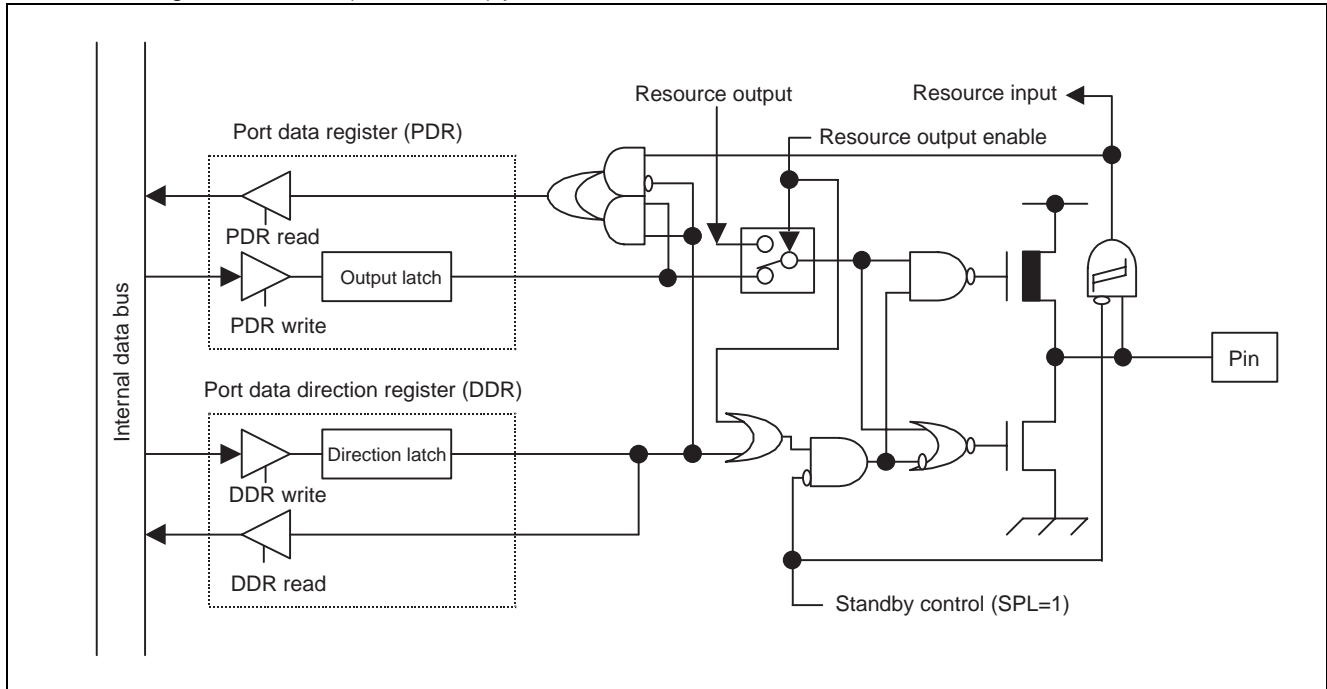 Resource output
Resource input
Port data register (PDR)
Resource output enable
PDR read
Output latch
PDR write
Internal data bus
Pin
Port data direction register (DDR)
Direction latch
DDR write
DDR read
Standby control (SPL=1)